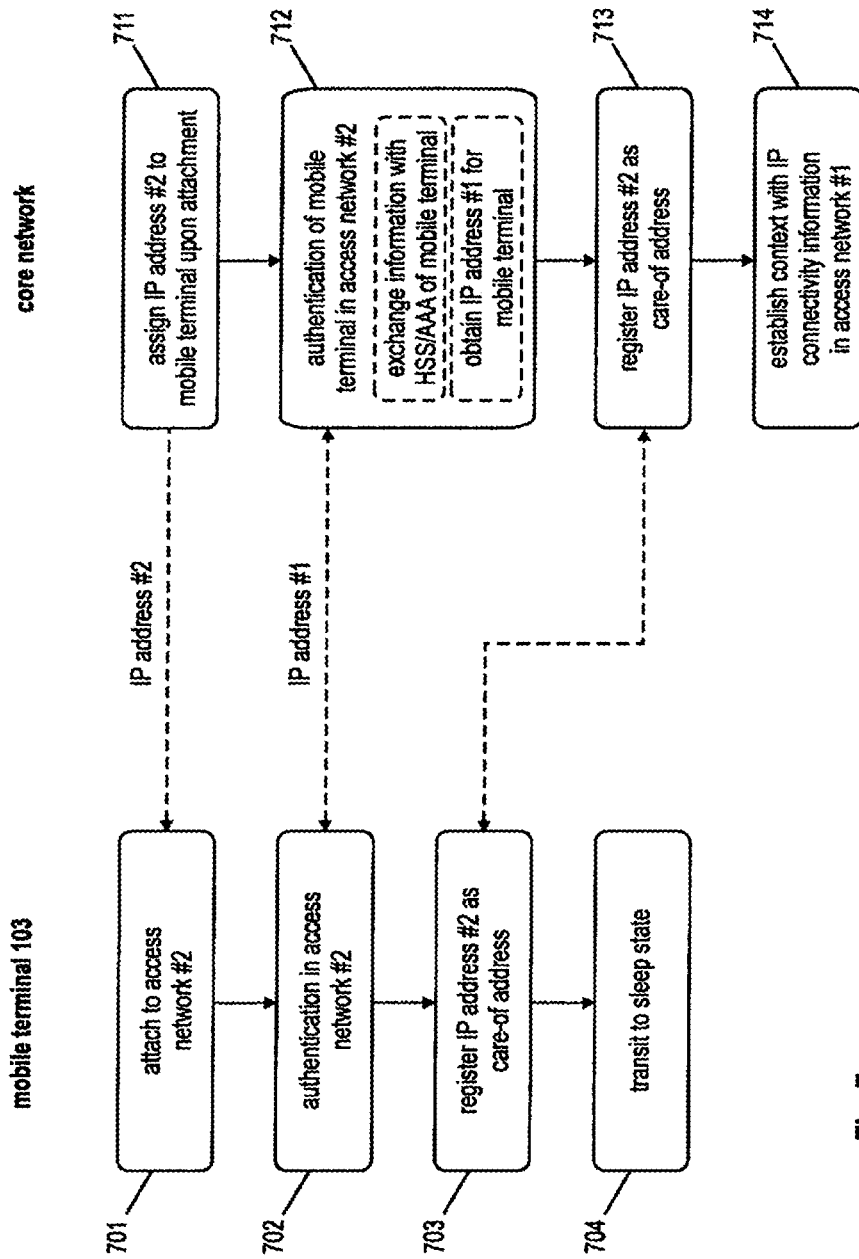 mobile terminal 103
core network
701
attach to access
network #2
IP address #2
711
assign IP address #2 to
mobile terminal upon attachment
702
authentication in access
network #2
IP address #1
712
authentication of mobile
terminal in access network #2
exchange information with
HSS/AAA of mobile terminal
obtain IP address #1 for
mobile terminal
703
register IP address #2 as
care-of address
713
register IP address #2 as
care-of address
704
transit to sleep state
714
establish context with IP
connectivity information
in access network #1